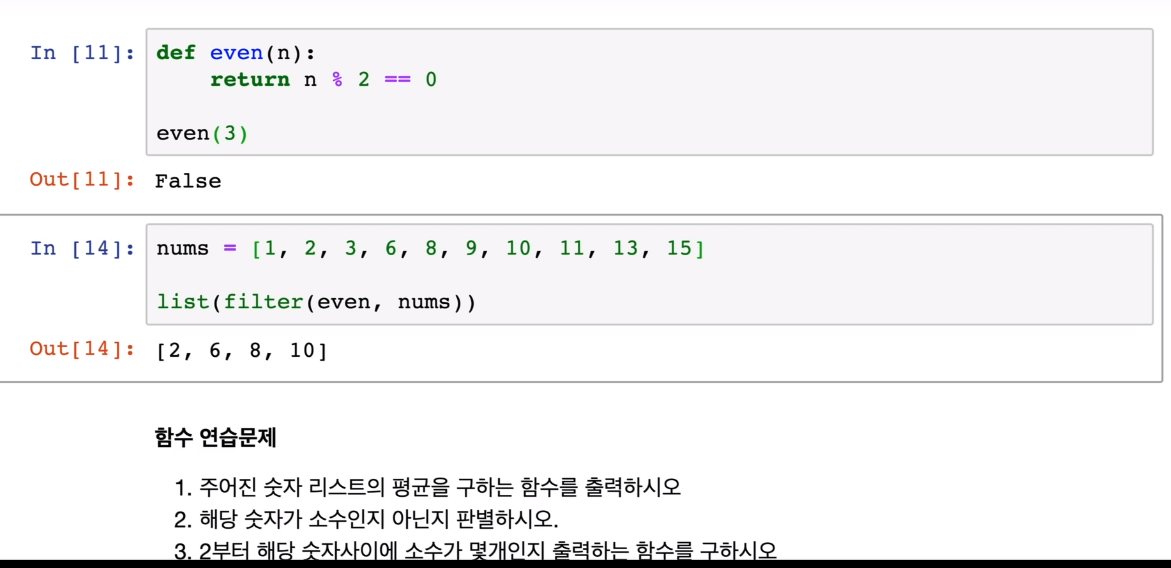 In [11]: def even(n):
    return n % 2 == 0
even(3)
Out[11]: False
In [14]: nums = [1, 2, 3, 6, 8, 9, 10, 11, 13, 15]
list(filter(even, nums))
Out[14]: [2, 6, 8, 10]
함수 연습문제
1. 주어진 숫자 리스트의 평균을 구하는 함수를 출력하시오
2. 해당 숫자가 소수인지 아닌지 판별하시오.
3. 2부터 해당 숫자사이에 소수가 몇개인지 출력하는 함수를 구하시오